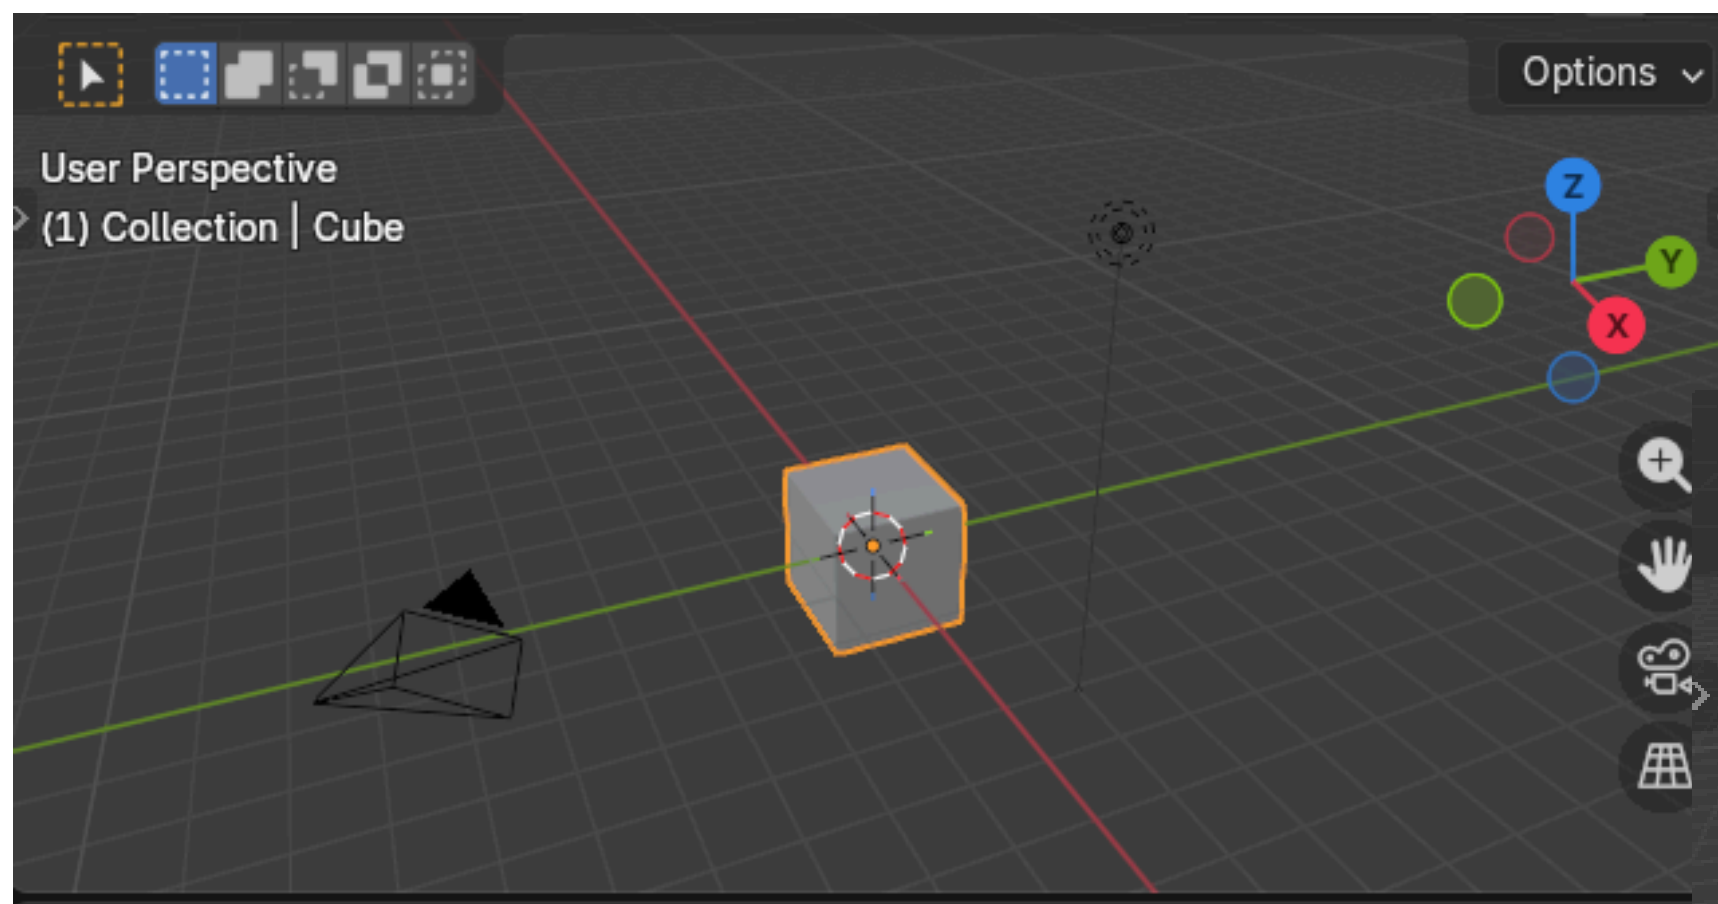 Options
User Perspective
(1) Collection | Cube
Z
Y
X